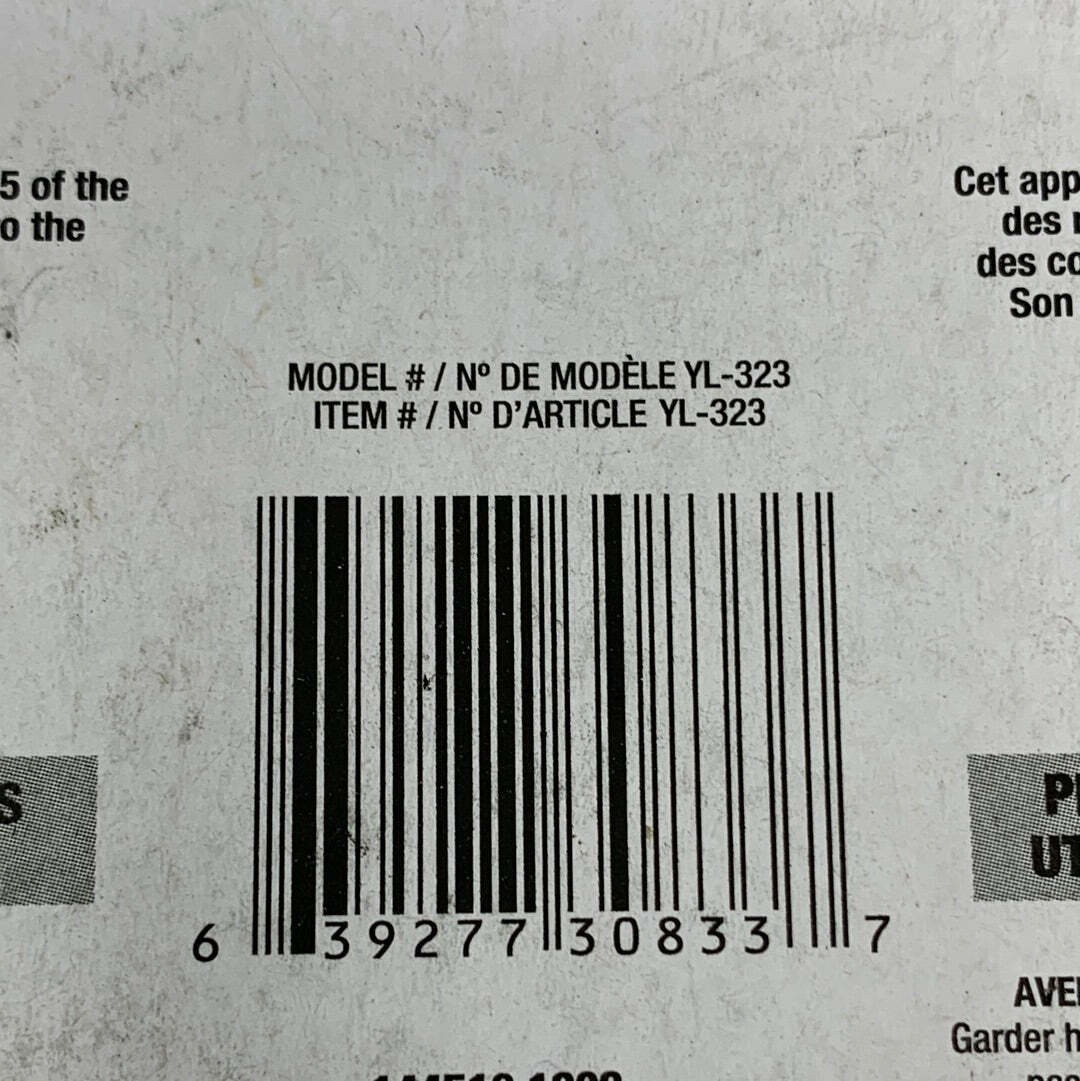 5 of the
o the
Cet app
des
des co
Son
MODEL # / Nº DE MODÈLE YL-323
ITEM # / Nº D'ARTICLE YL-323
S
UT
6 39277 30833 7
AVE
Garder h